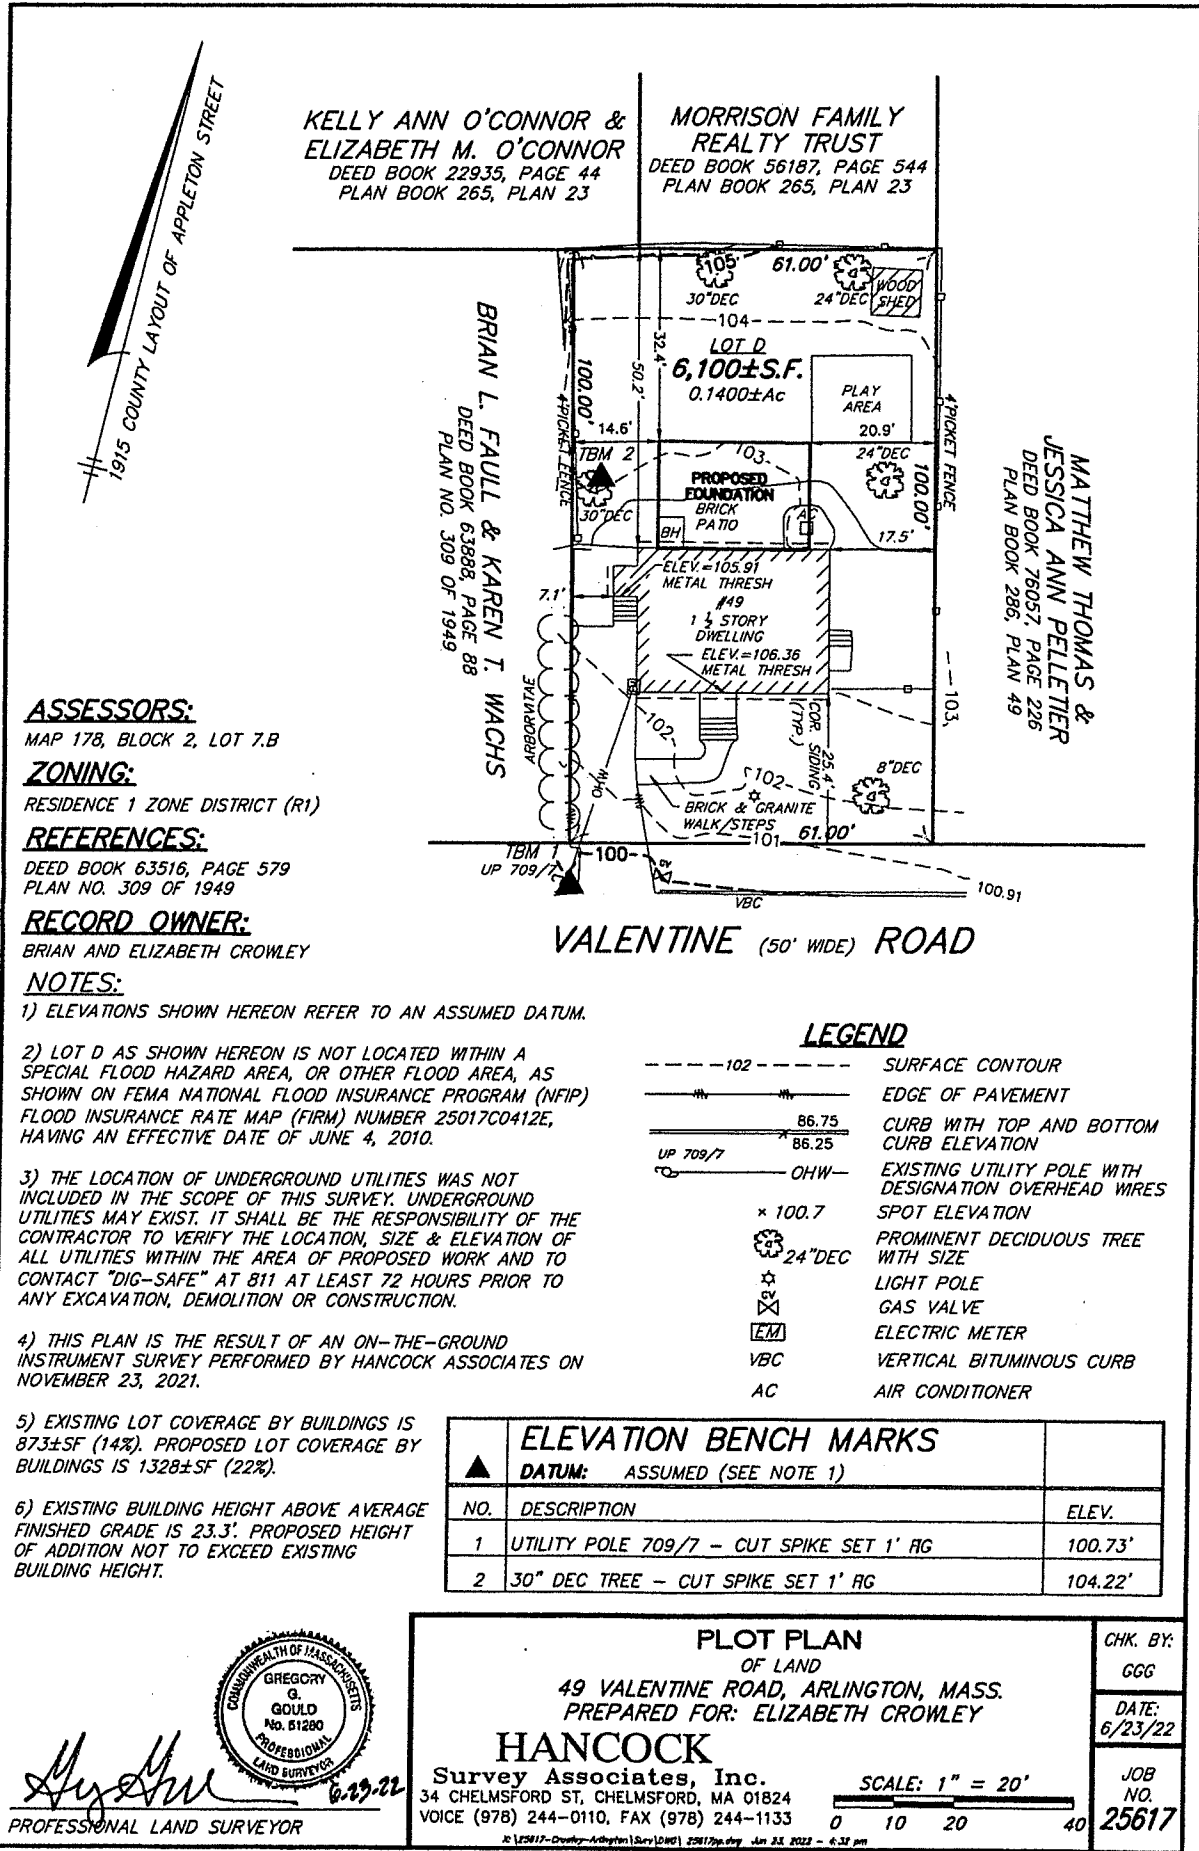 1915 COUNTY LAYOUT OF APPLETON STREET
KELLY ANN O'CONNOR &
ELIZABETH M. O'CONNOR
DEED BOOK 22935, PAGE 44
PLAN BOOK 265, PLAN 23
MORRISON FAMILY
REALTY TRUST
DEED BOOK 56187, PAGE 544
PLAN BOOK 265, PLAN 23
BRIAN L. FAULL & KAREN T. WACHS
DEED BOOK 63888, PAGE 88
PLAN NO. 309 OF 1949
MATTHEW THOMAS &
JESSICA ANN PELLETIER
DEED BOOK 76057, PAGE 226
PLAN BOOK 286, PLAN 49
105
61.00'
30"DEC
24"DEC
WOOD
SHED
104
LOT D
6,100±S.F.
0.1400±Ac
32.4'
50.2'
100.00'
4'PICKET FENCE
PLAY
AREA
4'PICKET FENCE
14.6'
20.9'
TBM 2
103
24"DEC
100.00'
30"DEC
PROPOSED
FOUNDATION
BRICK
PATIO
BH
AC
17.5'
ELEV.=105.91
METAL THRESH
7.1'
#49
1 ½ STORY
DWELLING
ELEV.=106.36
METAL THRESH
ARBORVITAE
EM
102
COR. SIDING
(TYP.)
25.4'
103
OHW
102
8"DEC
BRICK & GRANITE
WALK/STEPS
101
61.00'
TBM 1
UP 709/7
100
GV
VBC
100.91
VALENTINE (50' WIDE) ROAD
ASSESSORS:
MAP 178, BLOCK 2, LOT 7.B
ZONING:
RESIDENCE 1 ZONE DISTRICT (R1)
REFERENCES:
DEED BOOK 63516, PAGE 579
PLAN NO. 309 OF 1949
RECORD OWNER:
BRIAN AND ELIZABETH CROWLEY
NOTES:
1) ELEVATIONS SHOWN HEREON REFER TO AN ASSUMED DATUM.
2) LOT D AS SHOWN HEREON IS NOT LOCATED WITHIN A
SPECIAL FLOOD HAZARD AREA, OR OTHER FLOOD AREA, AS
SHOWN ON FEMA NATIONAL FLOOD INSURANCE PROGRAM (NFIP)
FLOOD INSURANCE RATE MAP (FIRM) NUMBER 25017C0412E,
HAVING AN EFFECTIVE DATE OF JUNE 4, 2010.
3) THE LOCATION OF UNDERGROUND UTILITIES WAS NOT
INCLUDED IN THE SCOPE OF THIS SURVEY. UNDERGROUND
UTILITIES MAY EXIST. IT SHALL BE THE RESPONSIBILITY OF THE
CONTRACTOR TO VERIFY THE LOCATION, SIZE & ELEVATION OF
ALL UTILITIES WITHIN THE AREA OF PROPOSED WORK AND TO
CONTACT "DIG-SAFE" AT 811 AT LEAST 72 HOURS PRIOR TO
ANY EXCAVATION, DEMOLITION OR CONSTRUCTION.
4) THIS PLAN IS THE RESULT OF AN ON-THE-GROUND
INSTRUMENT SURVEY PERFORMED BY HANCOCK ASSOCIATES ON
NOVEMBER 23, 2021.
5) EXISTING LOT COVERAGE BY BUILDINGS IS
873±SF (14%). PROPOSED LOT COVERAGE BY
BUILDINGS IS 1328±SF (22%).
6) EXISTING BUILDING HEIGHT ABOVE AVERAGE
FINISHED GRADE IS 23.3'. PROPOSED HEIGHT
OF ADDITION NOT TO EXCEED EXISTING
BUILDING HEIGHT.
LEGEND
102 SURFACE CONTOUR
EDGE OF PAVEMENT
86.75 CURB WITH TOP AND BOTTOM
86.25 CURB ELEVATION
UP 709/7 OHW EXISTING UTILITY POLE WITH
DESIGNATION OVERHEAD WIRES
× 100.7 SPOT ELEVATION
24"DEC PROMINENT DECIDUOUS TREE
WITH SIZE
LIGHT POLE
GV GAS VALVE
EM ELECTRIC METER
VBC VERTICAL BITUMINOUS CURB
AC AIR CONDITIONER
ELEVATION BENCH MARKS
DATUM: ASSUMED (SEE NOTE 1)
NO. DESCRIPTION ELEV.
1 UTILITY POLE 709/7 - CUT SPIKE SET 1' AG 100.73'
2 30" DEC TREE - CUT SPIKE SET 1' AG 104.22'
COMMONWEALTH OF MASSACHUSETTS
GREGORY
G.
GOULD
No. 51280
PROFESSIONAL
LAND SURVEYOR
6-23-22
PROFESSIONAL LAND SURVEYOR
PLOT PLAN
OF LAND
49 VALENTINE ROAD, ARLINGTON, MASS.
PREPARED FOR: ELIZABETH CROWLEY
HANCOCK
Survey Associates, Inc.
34 CHELMSFORD ST, CHELMSFORD, MA 01824
VOICE (978) 244-0110, FAX (978) 244-1133
SCALE: 1" = 20'
0 10 20 40
CHK. BY:
GGG
DATE:
6/23/22
JOB
NO.
25617